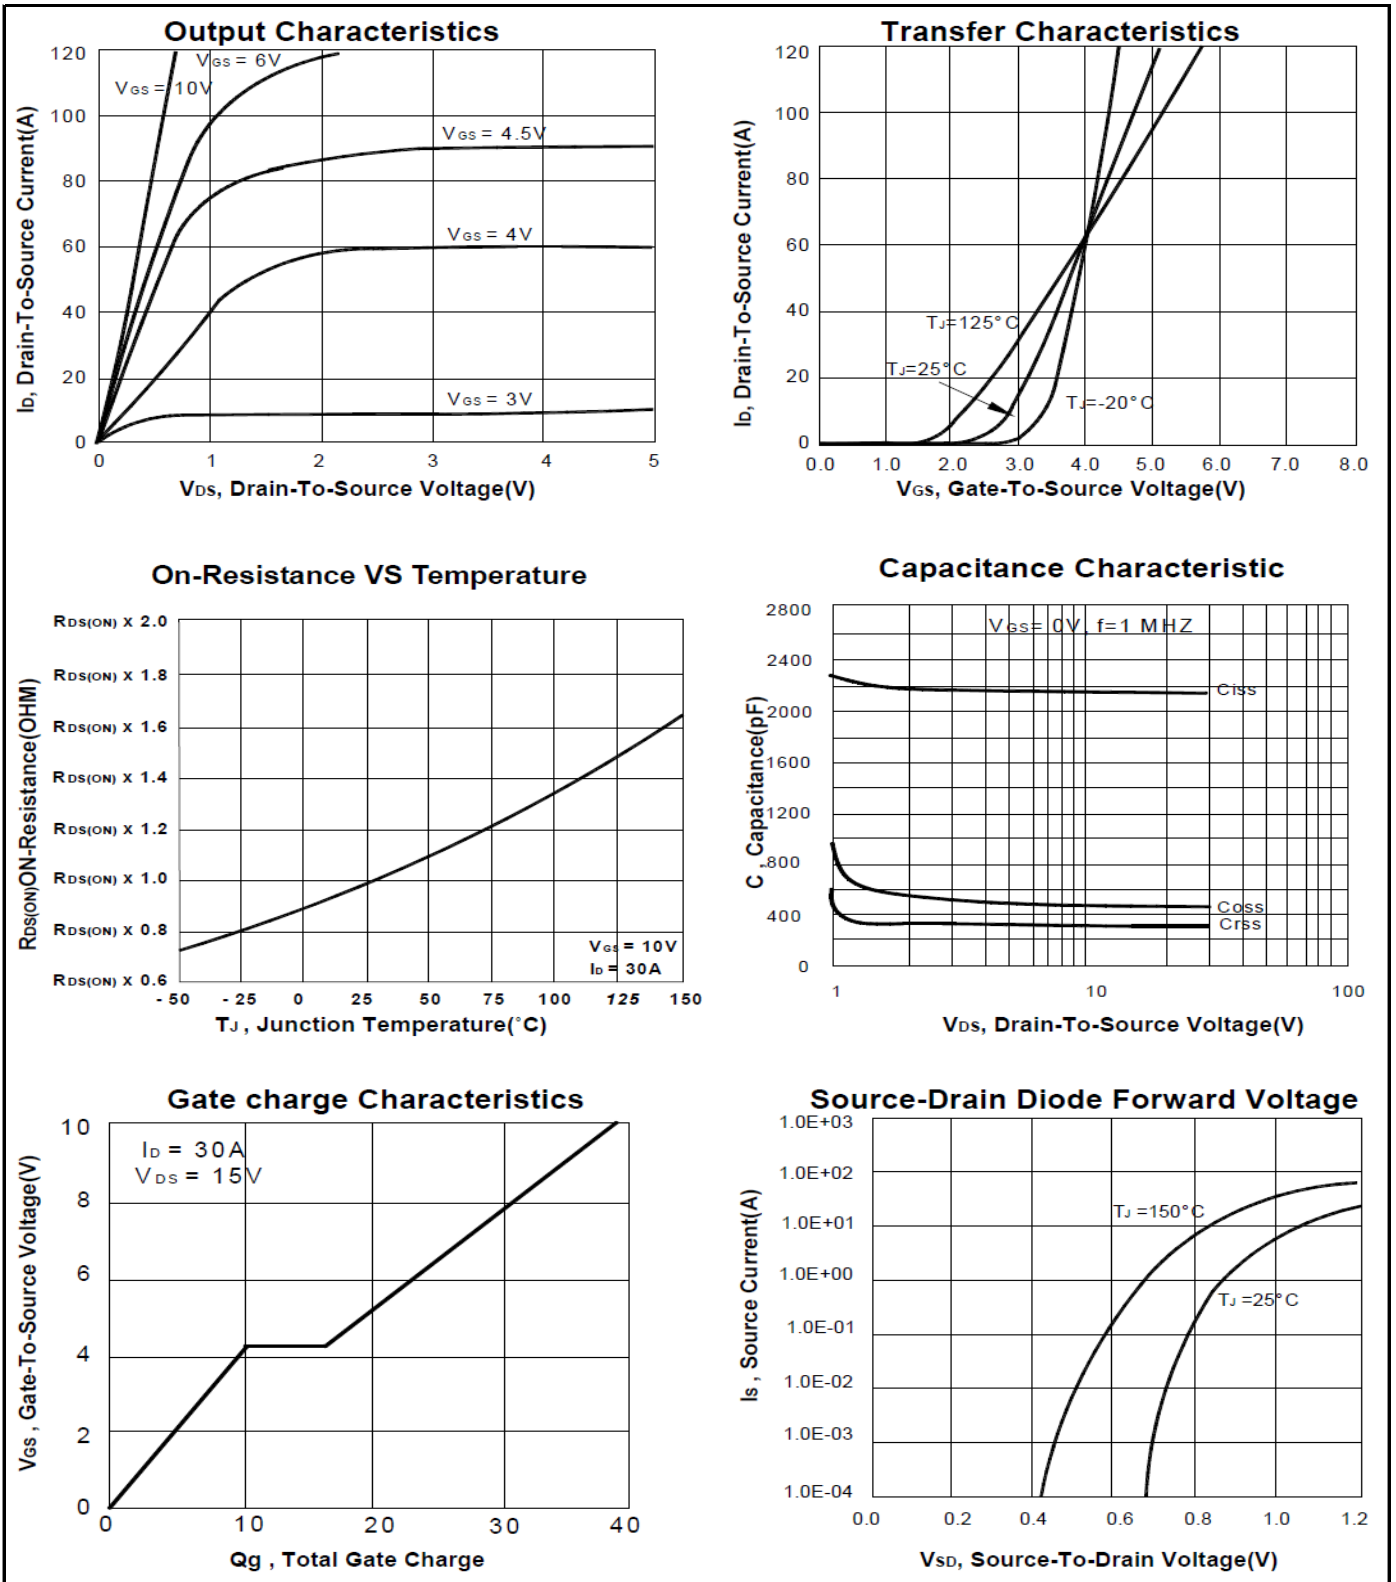 Output Characteristics
120
100
80
60
40
20
0
ID, Drain-To-Source Current(A)
VGS = 6V
VGS = 10V
VGS = 4.5V
VGS = 4V
VGS = 3V
0 1 2 3 4 5
VDS, Drain-To-Source Voltage(V)
Transfer Characteristics
120
100
80
60
40
20
0
ID, Drain-To-Source Current(A)
TJ=125°C
TJ=25°C
TJ=-20°C
0.0 1.0 2.0 3.0 4.0 5.0 6.0 7.0 8.0
VGS, Gate-To-Source Voltage(V)
On-Resistance VS Temperature
RDS(ON) X 2.0
RDS(ON) X 1.8
RDS(ON) X 1.6
RDS(ON) X 1.4
RDS(ON) X 1.2
RDS(ON) X 1.0
RDS(ON) X 0.8
RDS(ON) X 0.6
RDS(ON)ON-Resistance(OHM)
VGS = 10V
ID = 30A
- 50 - 25 0 25 50 75 100 125 150
TJ , Junction Temperature(°C)
Capacitance Characteristic
2800
2400
2000
1600
1200
800
400
0
C , Capacitance(pF)
VGS= 0V, f=1 MHZ
Ciss
Coss
Crss
1 10 100
VDS, Drain-To-Source Voltage(V)
Gate charge Characteristics
10
8
6
4
2
0
VGS , Gate-To-Source Voltage(V)
ID = 30A
VDS = 15V
0 10 20 30 40
Qg , Total Gate Charge
Source-Drain Diode Forward Voltage
1.0E+03
1.0E+02
1.0E+01
1.0E+00
1.0E-01
1.0E-02
1.0E-03
1.0E-04
IS , Source Current(A)
TJ =150°C
TJ =25°C
0.0 0.2 0.4 0.6 0.8 1.0 1.2
VSD, Source-To-Drain Voltage(V)